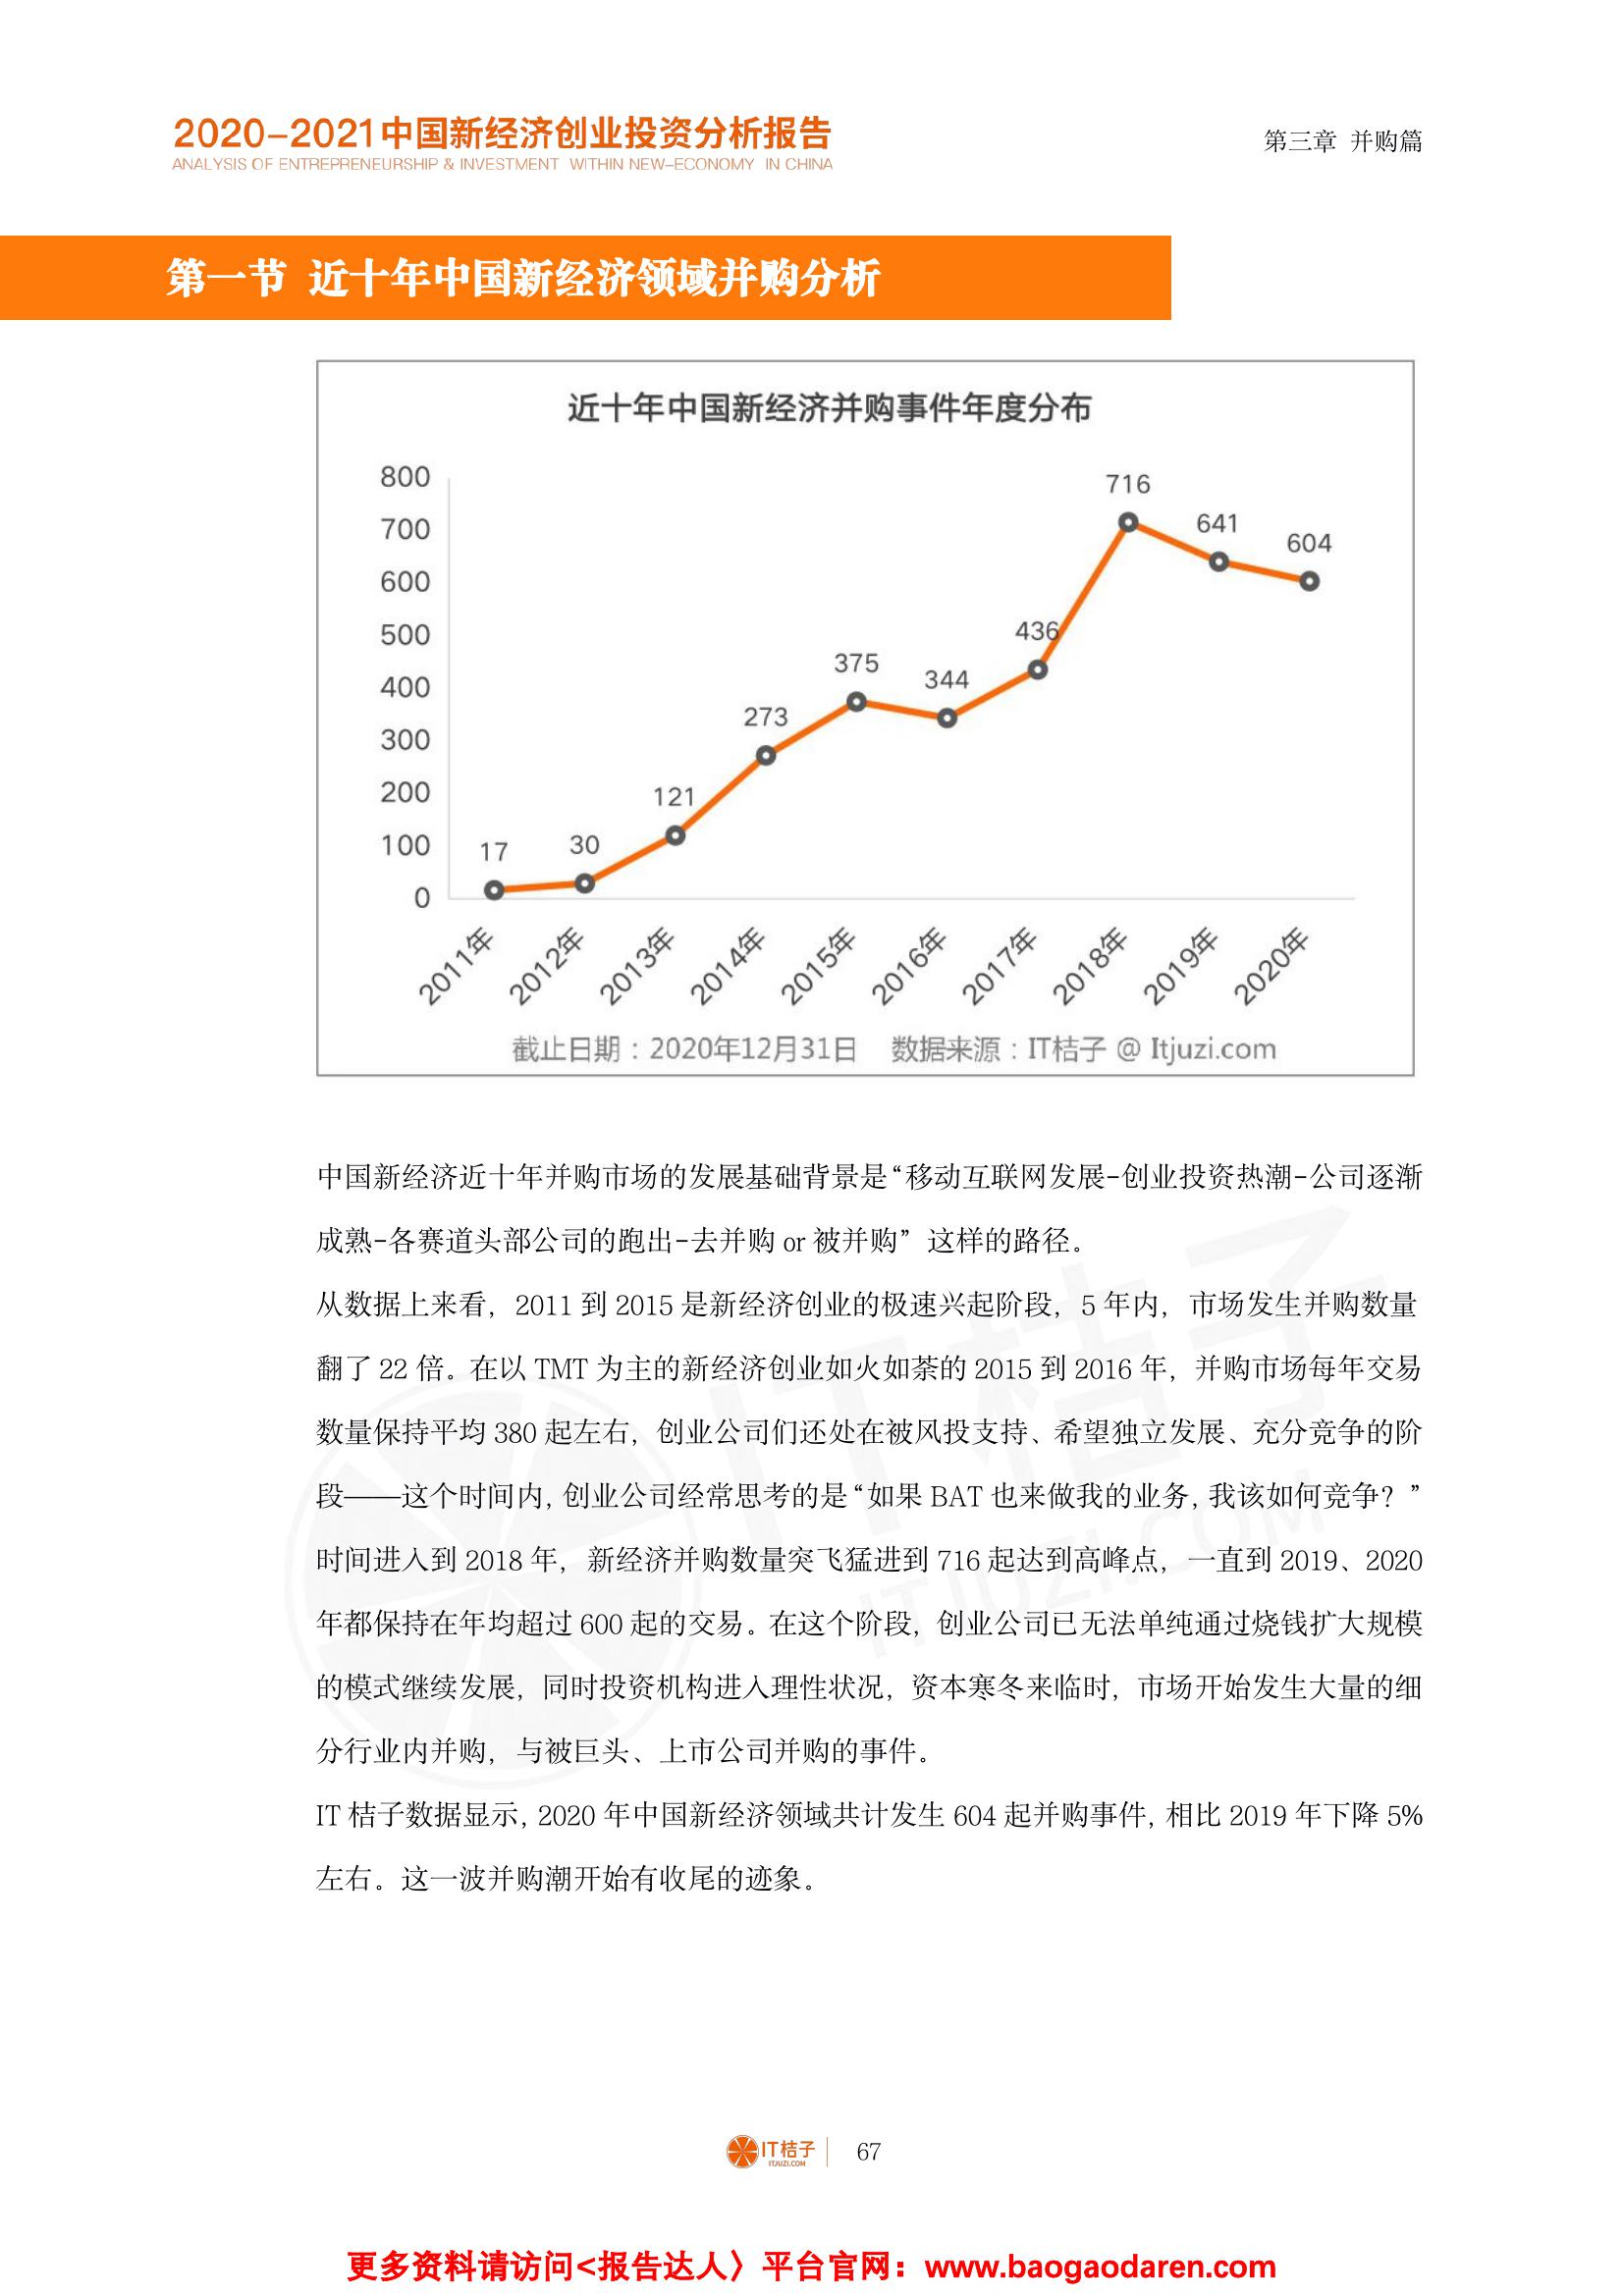 2020-2021中国新经济创业投资分析报告
ANALYSIS OF ENTREPRENEURSHIP & INVESTMENT WITHIN NEW-ECONOMY IN CHINA
第三章 并购篇
第一节 近十年中国新经济领域并购分析
近十年中国新经济并购事件年度分布
800
700
600
500
400
300
200
100
0
17
30
121
273
375
344
436
716
641
604
2011年
2012年
2013年
2014年
2015年
2016年
2017年
2018年
2019年
2020年
截止日期：2020年12月31日 数据来源：IT桔子 @ Itjuzi.com
中国新经济近十年并购市场的发展基础背景是“移动互联网发展-创业投资热潮-公司逐渐
成熟-各赛道头部公司的跑出-去并购 or 被并购”这样的路径。
从数据上来看，2011 到 2015 是新经济创业的极速兴起阶段，5 年内，市场发生并购数量
翻了 22 倍。在以 TMT 为主的新经济创业如火如荼的 2015 到 2016 年，并购市场每年交易
数量保持平均 380 起左右，创业公司们还处在被风投支持、希望独立发展、充分竞争的阶
段——这个时间内，创业公司经常思考的是“如果 BAT 也来做我的业务，我该如何竞争？”
时间进入到 2018 年，新经济并购数量突飞猛进到 716 起达到高峰点，一直到 2019、2020
年都保持在年均超过 600 起的交易。在这个阶段，创业公司已无法单纯通过烧钱扩大规模
的模式继续发展，同时投资机构进入理性状况，资本寒冬来临时，市场开始发生大量的细
分行业内并购，与被巨头、上市公司并购的事件。
IT 桔子数据显示，2020 年中国新经济领域共计发生 604 起并购事件，相比 2019 年下降 5%
左右。这一波并购潮开始有收尾的迹象。
IT桔子
ITJUZI.COM
IT桔子
ITJUZI.COM
67
更多资料请访问<报告达人〉平台官网：www.baogaodaren.com